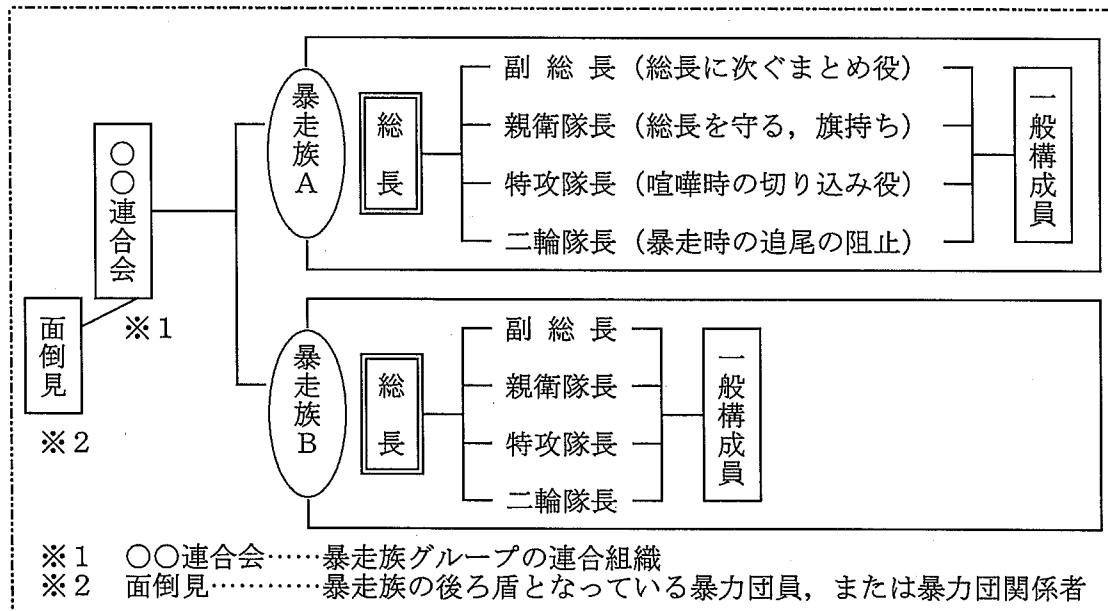 面倒見
※2
○○連合会
※1
暴走族A
総長
副総長（総長に次ぐまとめ役）
親衛隊長（総長を守る，旗持ち）
特攻隊長（喧嘩時の切り込み役）
二輪隊長（暴走時の追尾の阻止）
一般構成員
暴走族B
総長
副総長
親衛隊長
特攻隊長
二輪隊長
一般構成員
※1　○○連合会……暴走族グループの連合組織
※2　面倒見…………暴走族の後ろ盾となっている暴力団員，または暴力団関係者